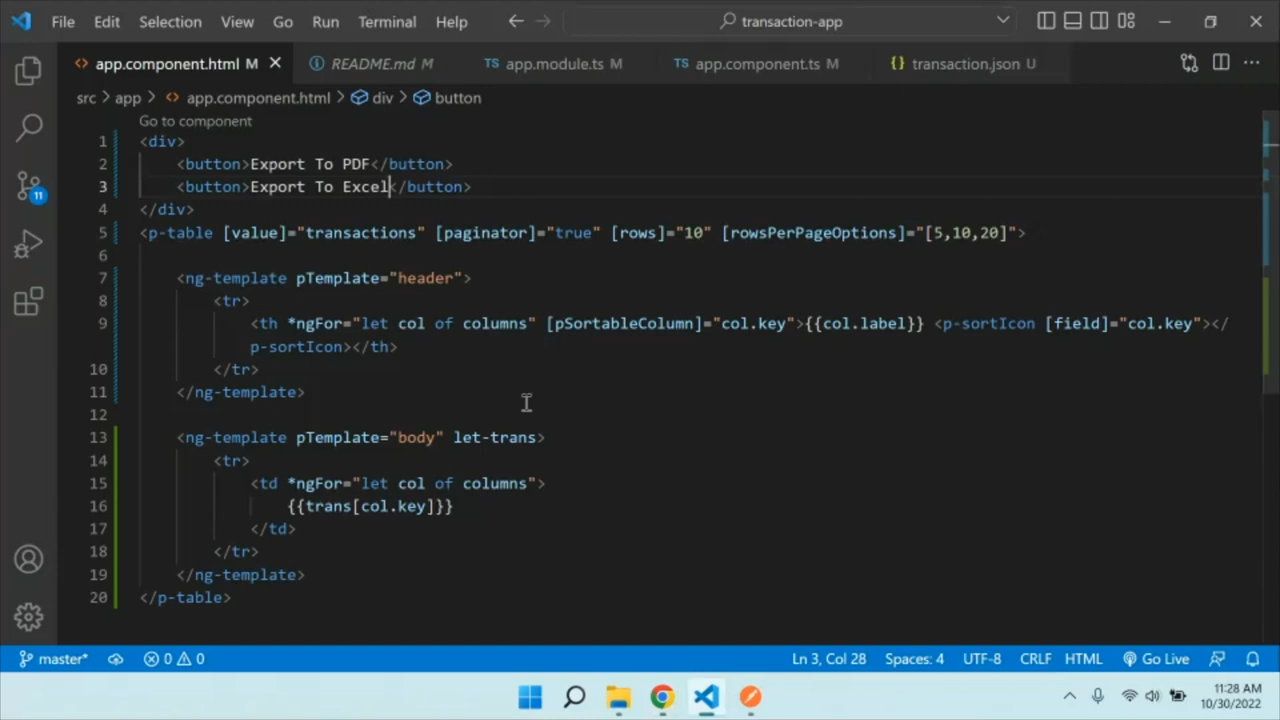 File Edit Selection View Go Run Terminal Help transaction-app
app.component.html M README.md M TS app.module.ts M TS app.component.ts M {} transaction.json U
src > app > app.component.html > div > button
Go to component
1 <div>
2 <button>Export To PDF</button>
3 <button>Export To Excel</button>
4 </div>
5 <p-table [value]="transactions" [paginator]="true" [rows]="10" [rowsPerPageOptions]="[5,10,20]">
6
7 <ng-template pTemplate="header">
8 <tr>
9 <th *ngFor="let col of columns" [pSortableColumn]="col.key">{{col.label}} <p-sortIcon [field]="col.key"></
p-sortIcon></th>
10 </tr>
11 </ng-template>
12
13 <ng-template pTemplate="body" let-trans>
14 <tr>
15 <td *ngFor="let col of columns">
16 {{trans[col.key]}}
17 </td>
18 </tr>
19 </ng-template>
20 </p-table>
11
master* 0 0 Ln 3, Col 28 Spaces: 4 UTF-8 CRLF HTML Go Live
11:28 AM
10/30/2022